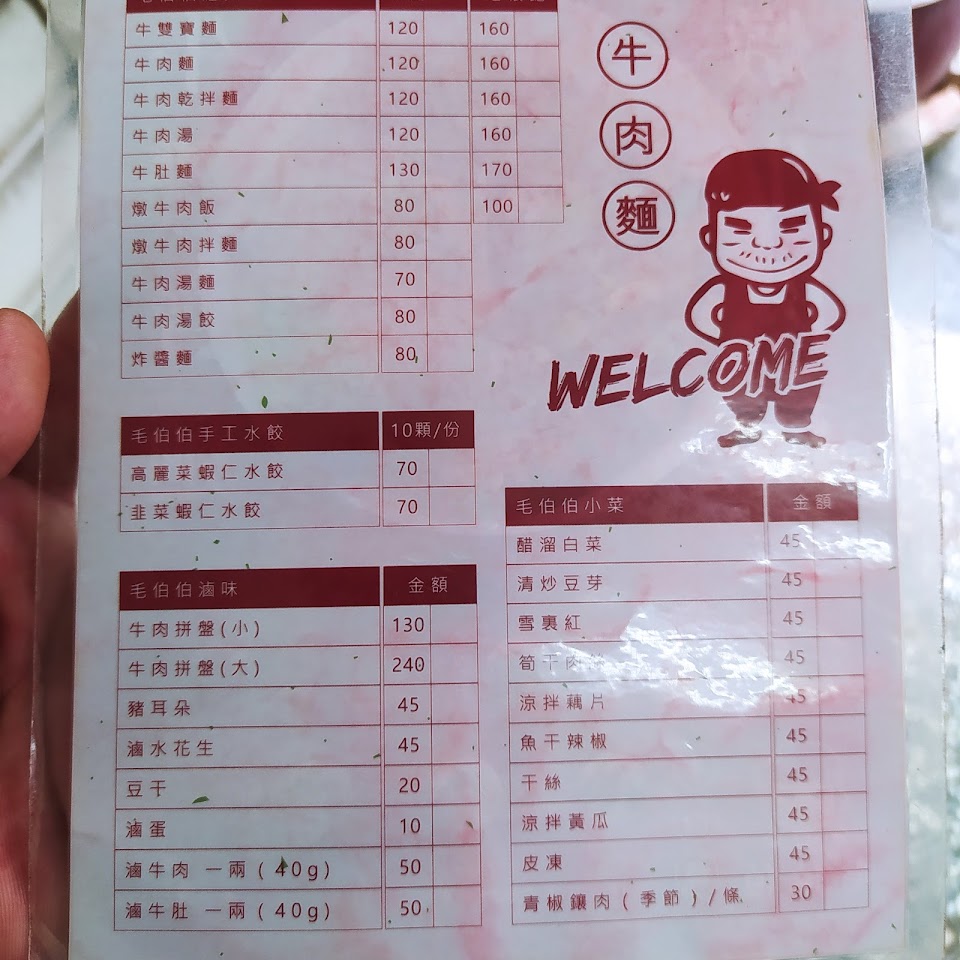 牛雙寶麵 120 160
牛肉麵 120 160
牛肉乾拌麵 120 160
牛肉湯 120 160
牛肚麵 130 170
燉牛肉飯 80 100
燉牛肉拌麵 80
牛肉湯麵 70
牛肉湯餃 80
炸醬麵 80
牛
肉
麵
WELCOME
毛伯伯手工水餃 10顆/份
高麗菜蝦仁水餃 70
韭菜蝦仁水餃 70
毛伯伯滷味 金額
牛肉拼盤(小) 130
牛肉拼盤(大) 240
豬耳朵 45
滷水花生 45
豆干 20
滷蛋 10
滷牛肉 一兩 ( 40g) 50
滷牛肚 一兩 ( 40g) 50
毛伯伯小菜 金額
醋溜白菜 45
清炒豆芽 45
雪裏紅 45
筍干肉 45
涼拌藕片 45
魚干辣椒 45
干絲 45
涼拌黃瓜 45
皮凍 45
青椒鑲肉 ( 季節 ) /條 30